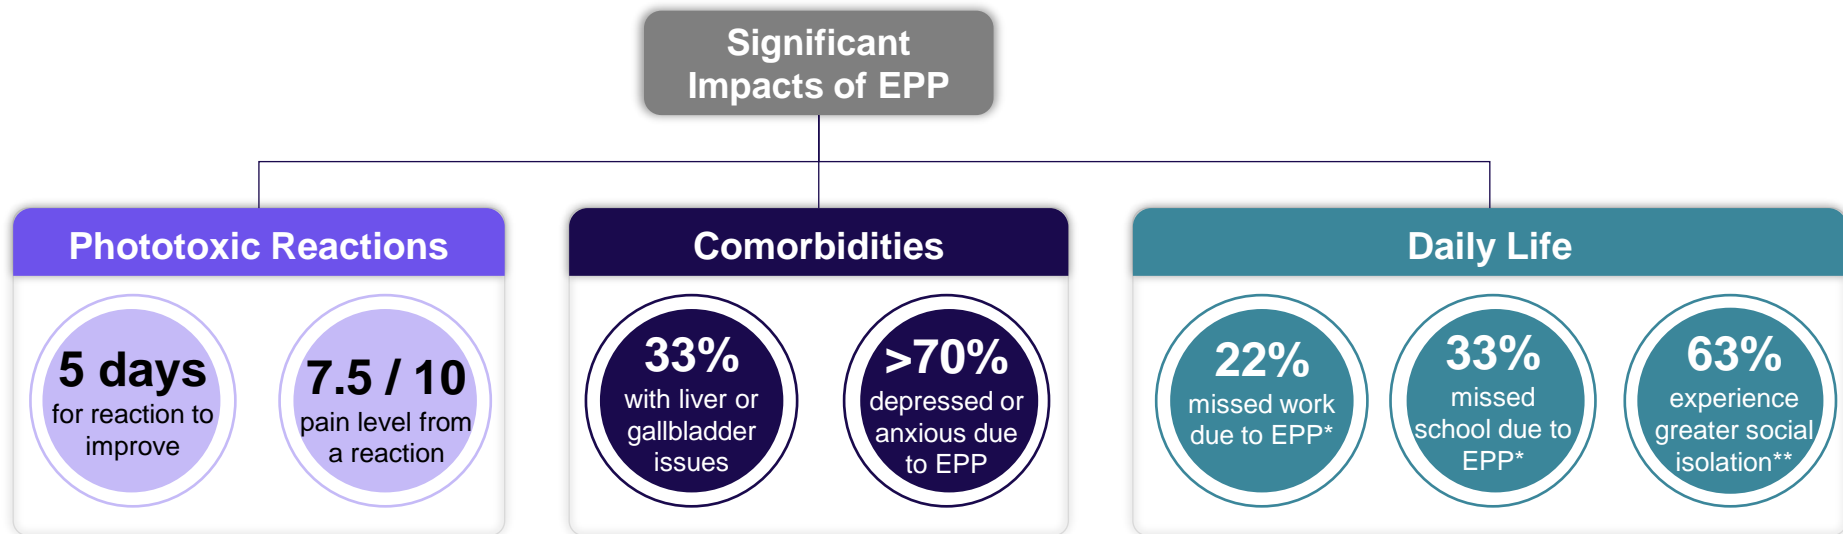 Significant
Impacts of EPP
Phototoxic Reactions
5 days
for reaction to
improve
7.5 / 10
pain level from
a reaction
Comorbidities
33%
with liver or
gallbladder
issues
>70%
depressed or
anxious due
to EPP
Daily Life
22%
missed work
due to EPP*
33%
missed
school due to
EPP*
63%
experience
greater social
isolation**